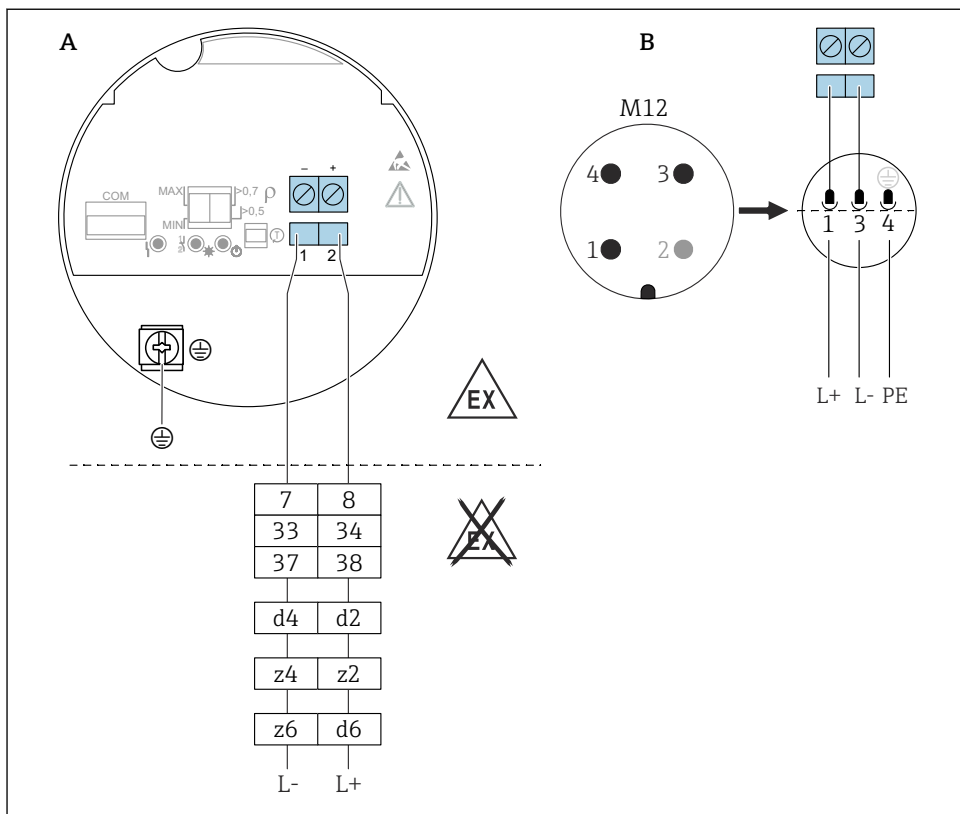 A
COM
MAX
MIN
>0,7 ρ
>0,5
– +
1 2
EX
7 8
33 34
37 38
EX
d4 d2
z4 z2
z6 d6
L- L+
B
M12
4 3
1 2
1 3 4
L+ L- PE